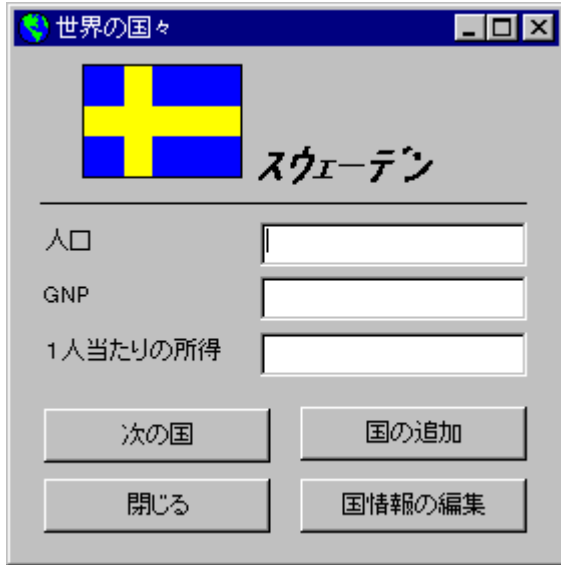 世界の国々
スウェーデン
人口
GNP
1人当たりの所得
次の国 国の追加
閉じる 国情報の編集